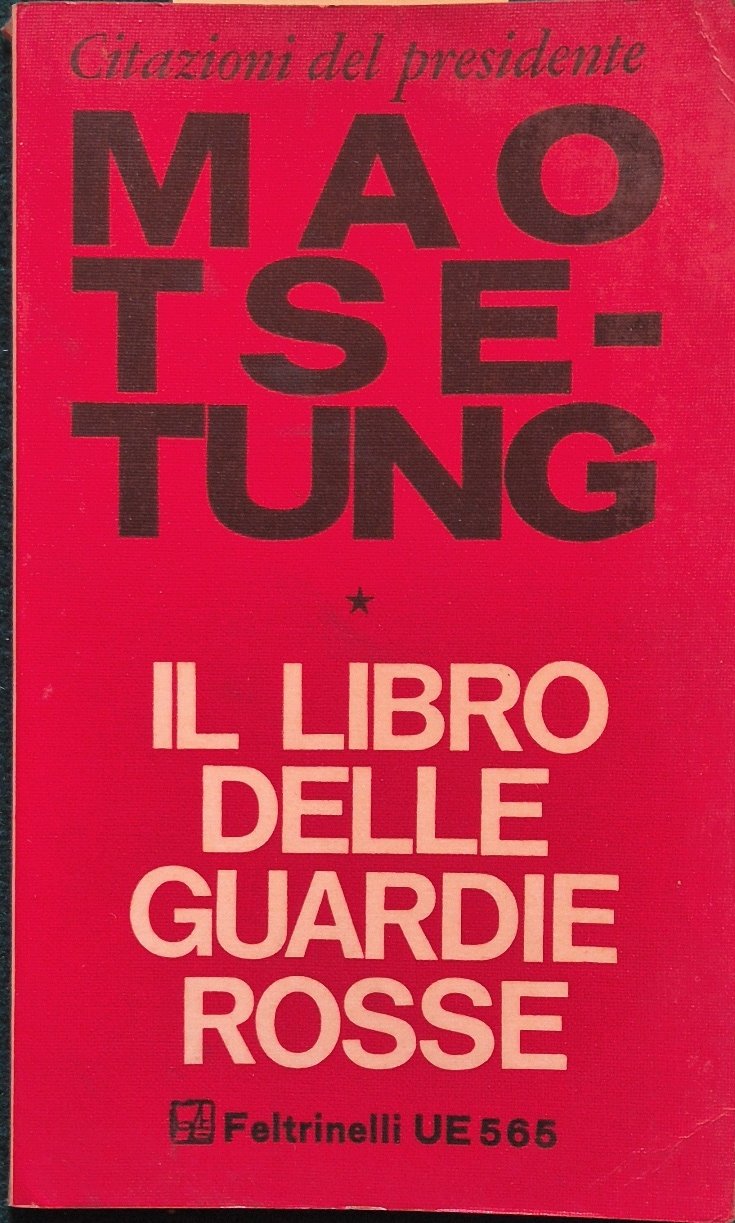 Citazioni del presidente
MAO
TSE-
TUNG
IL LIBRO
DELLE
GUARDIE
ROSSE
Feltrinelli UE 565